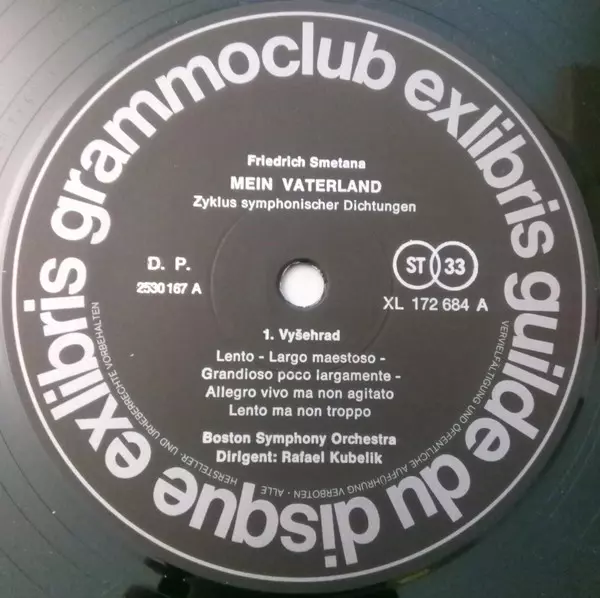 grammoclub exlibris guilde du disque exlibris
Friedrich Smetana
MEIN VATERLAND
Zyklus symphonischer Dichtungen
D. P.
2530167 A
ST 33
XL 172 684 A
1. Vyšehrad
Lento - Largo maestoso -
Grandioso poco largamente -
Allegro vivo ma non agitato
Lento ma non troppo
Boston Symphony Orchestra
Dirigent: Rafael Kubelik
ALLE HERSTELLER- UND URHEBERRECHTE VORBEHALTEN
VERVIELFÄLTIGUNG UND ÖFFENTLICHE AUFFÜHRUNG VERBOTEN ·